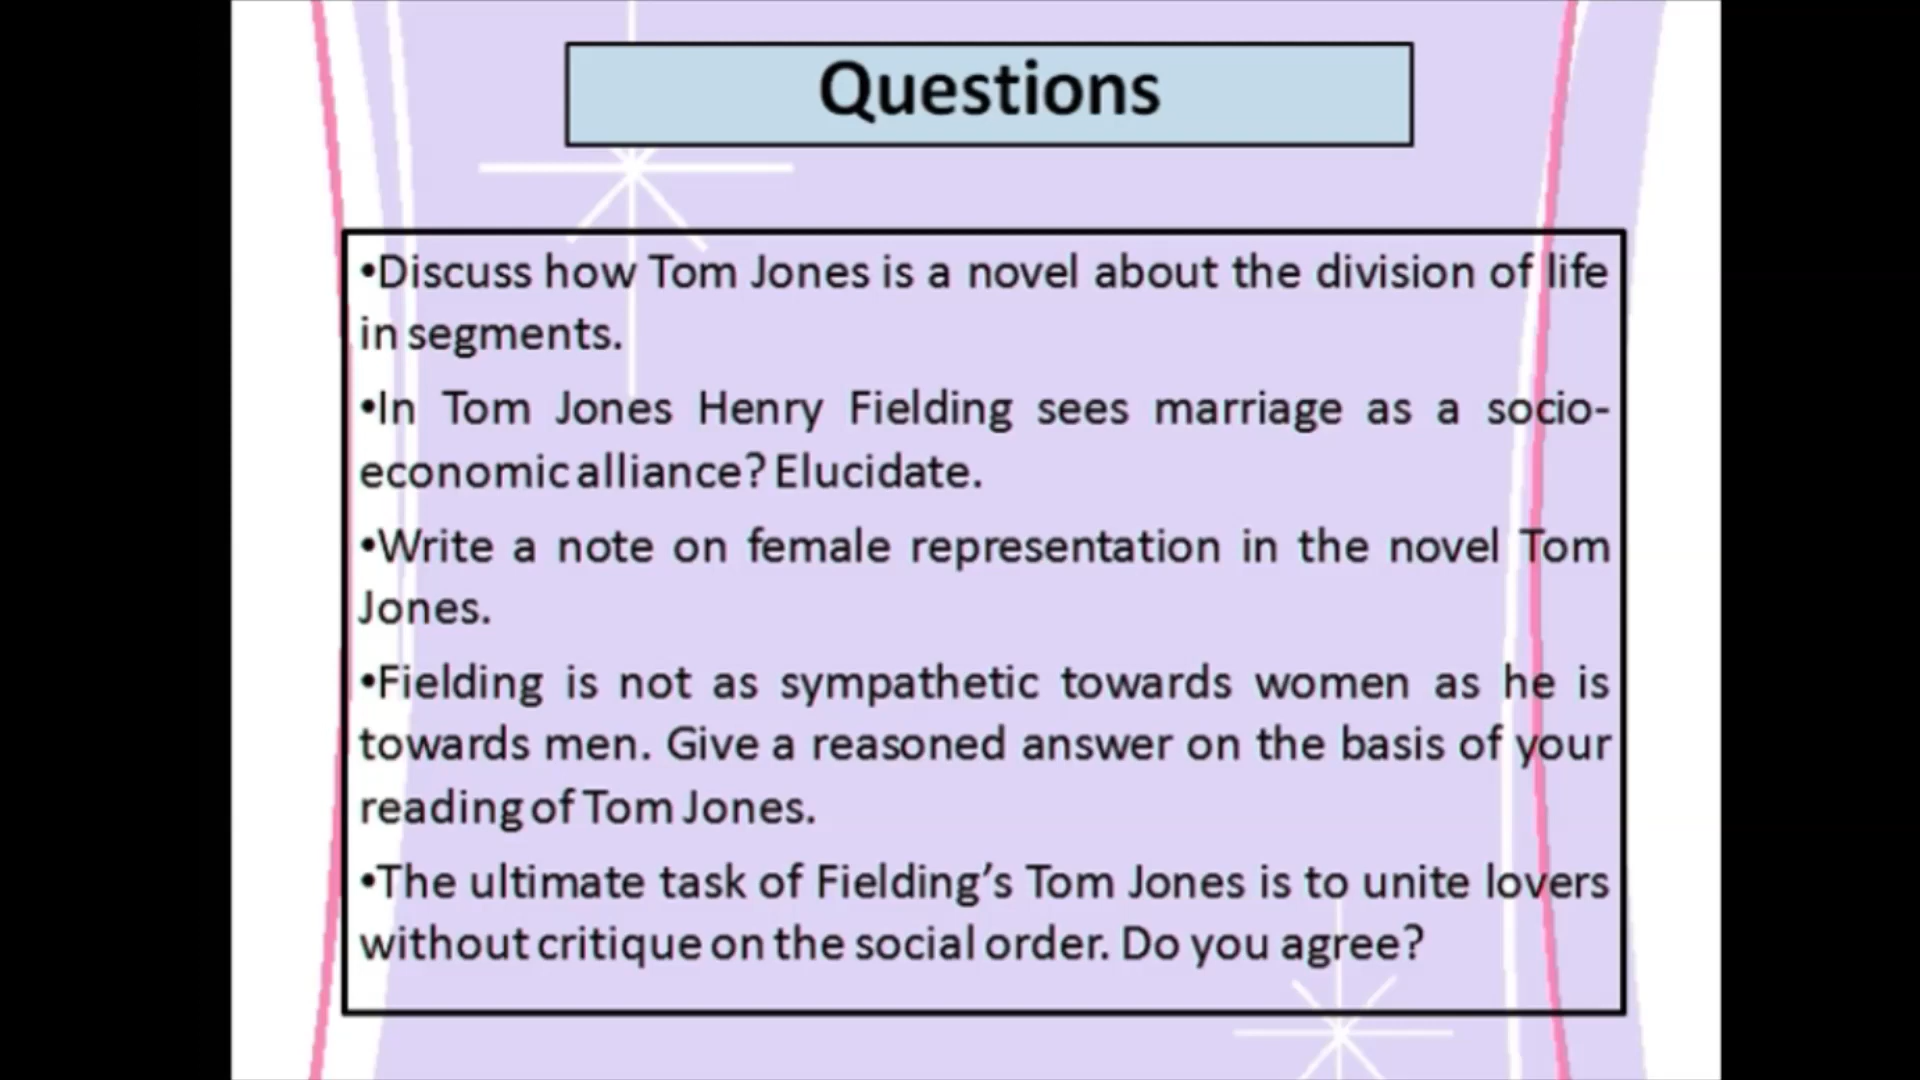 Questions
•Discuss how Tom Jones is a novel about the division of life
in segments.
•In Tom Jones Henry Fielding sees marriage as a socio-
economic alliance? Elucidate.
•Write a note on female representation in the novel Tom
Jones.
•Fielding is not as sympathetic towards women as he is
towards men. Give a reasoned answer on the basis of your
reading of Tom Jones.
•The ultimate task of Fielding’s Tom Jones is to unite lovers
without critique on the social order. Do you agree?